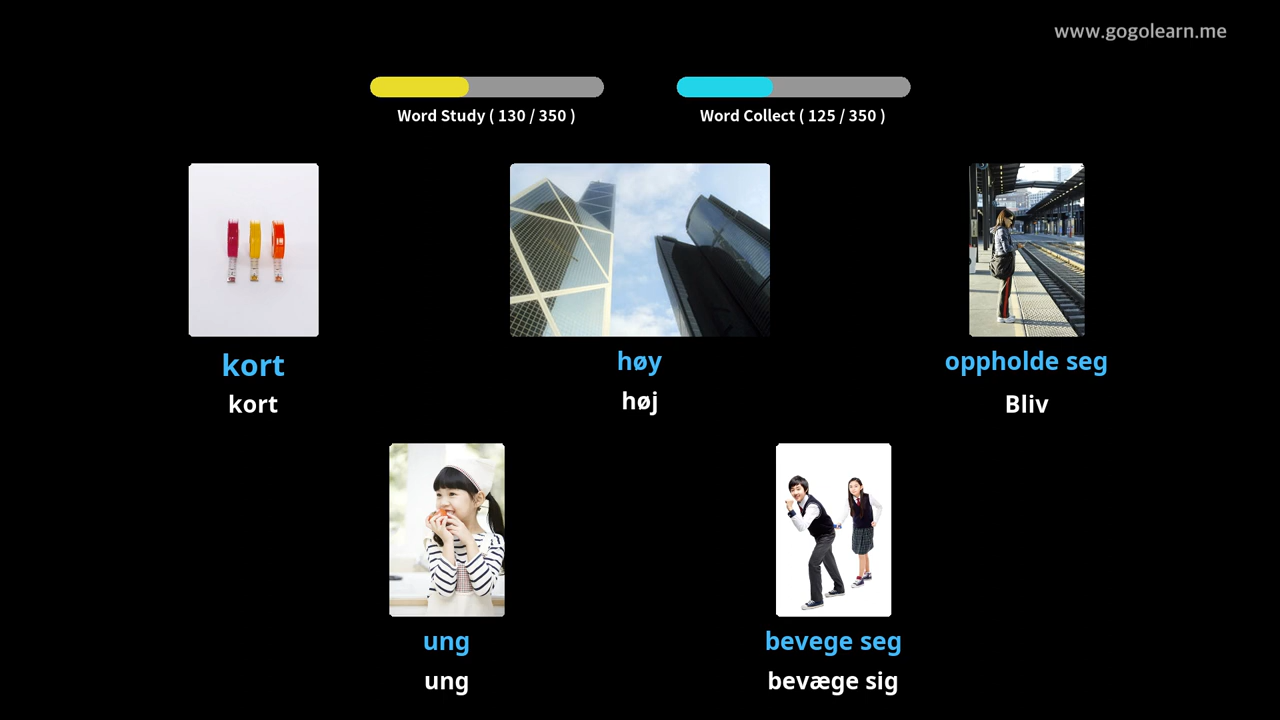 www.gogolearn.me
Word Study ( 130 / 350 )
Word Collect ( 125 / 350 )
kort
kort
høy
høj
oppholde seg
Bliv
ung
ung
bevege seg
bevæge sig